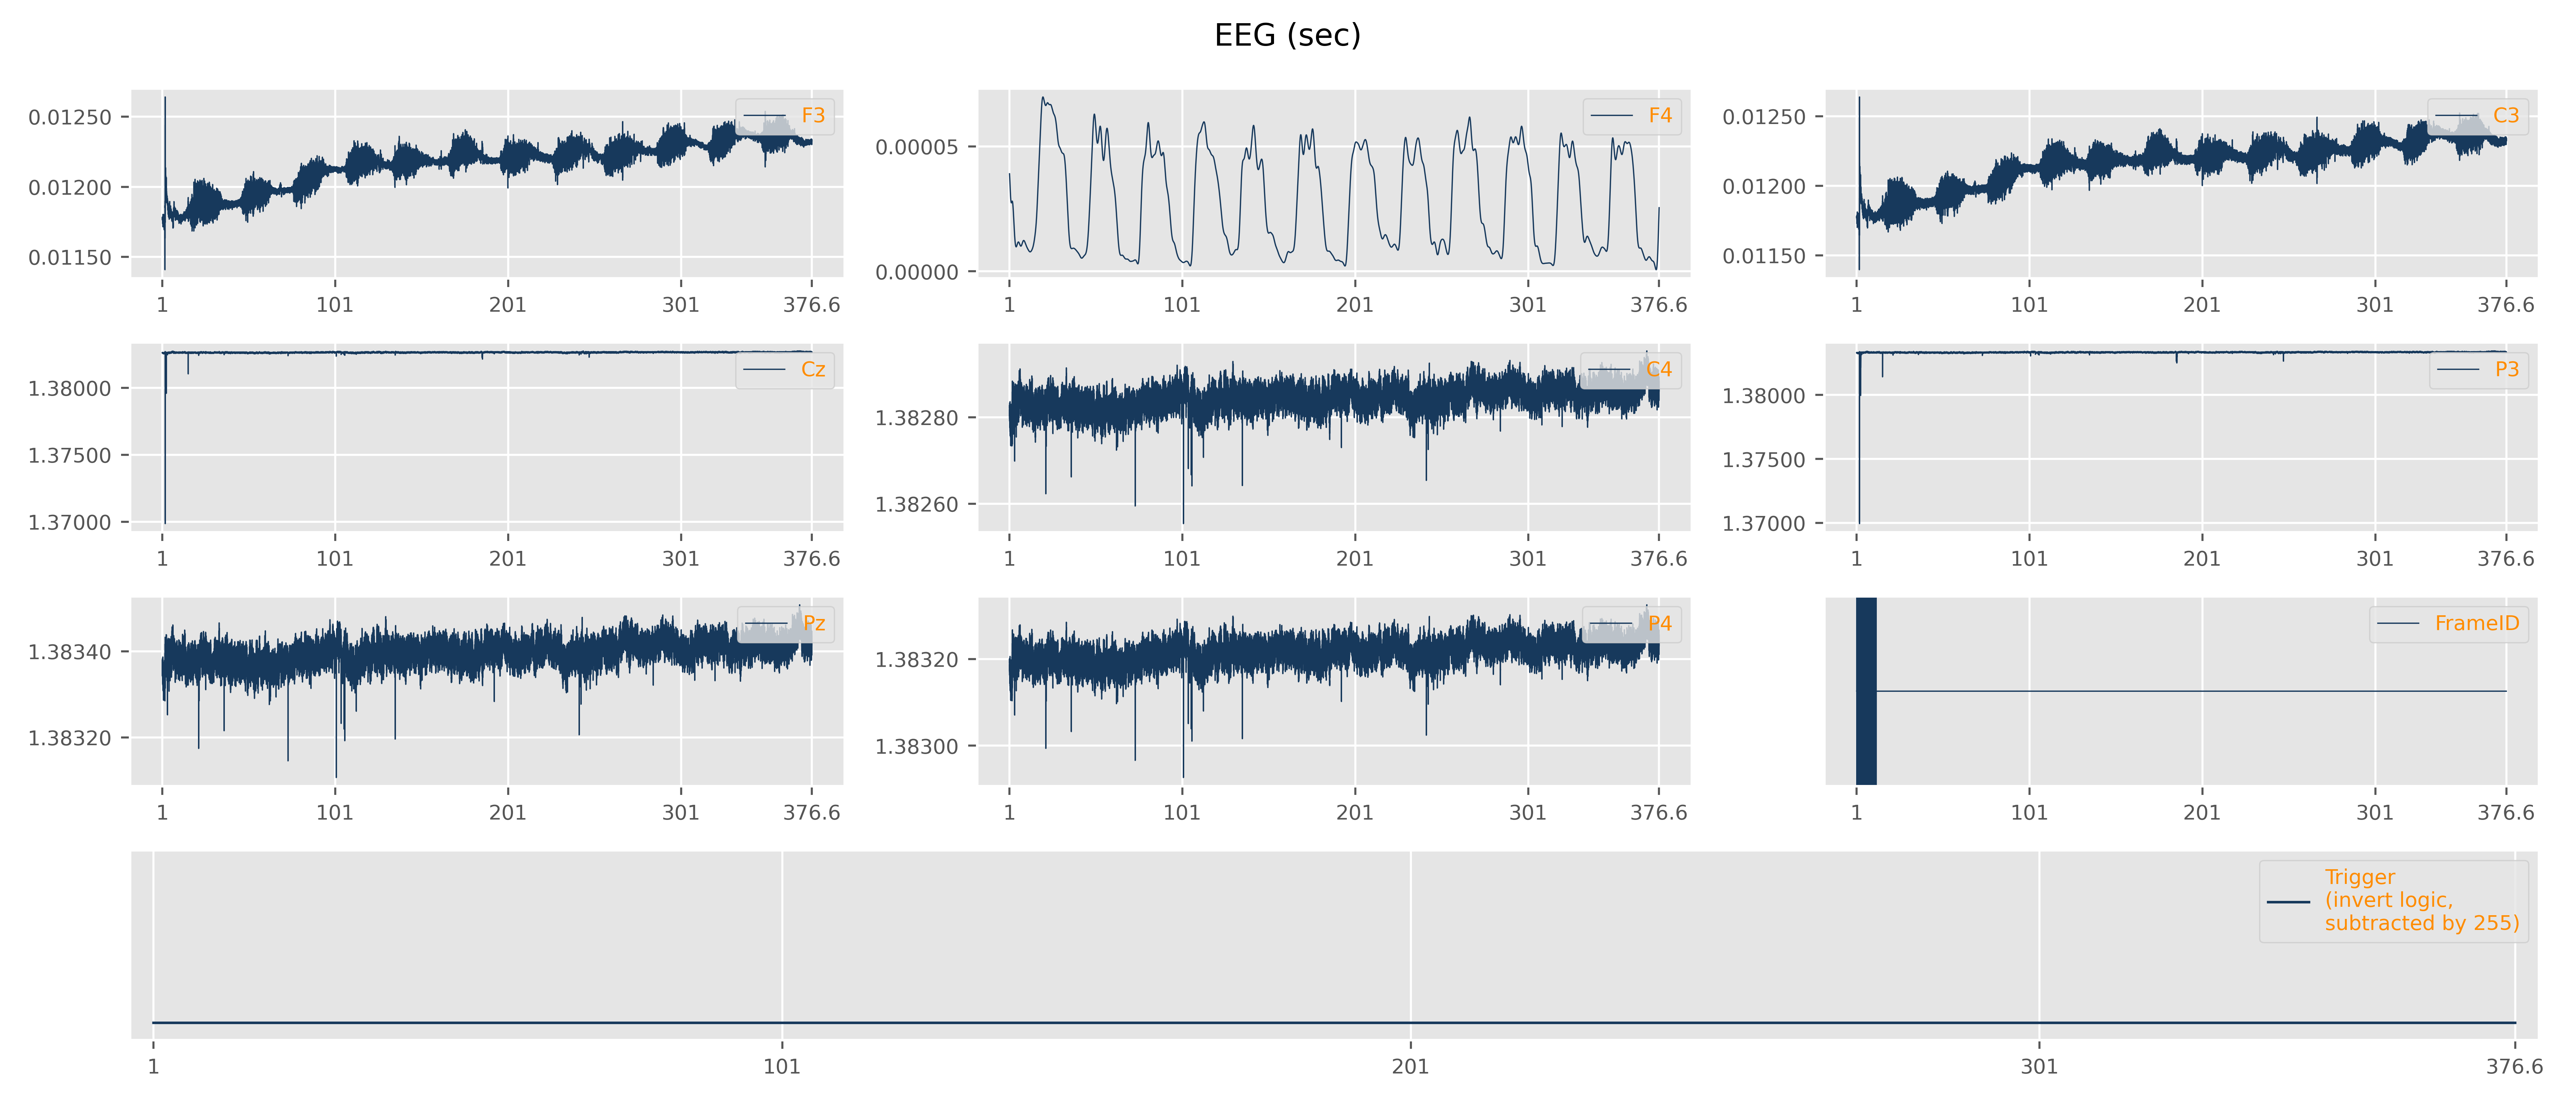 EEG (sec)
0.01250
0.01200
0.01150
F3
1 101 201 301 376.6
0.00005
0.00000
F4
1 101 201 301 376.6
0.01250
0.01200
0.01150
C3
1 101 201 301 376.6
1.38000
1.37500
1.37000
Cz
1 101 201 301 376.6
1.38280
1.38260
C4
1 101 201 301 376.6
1.38000
1.37500
1.37000
P3
1 101 201 301 376.6
1.38340
1.38320
Pz
1 101 201 301 376.6
1.38320
1.38300
P4
1 101 201 301 376.6
FrameID
1 101 201 301 376.6
Trigger
(invert logic,
subtracted by 255)
1 101 201 301 376.6